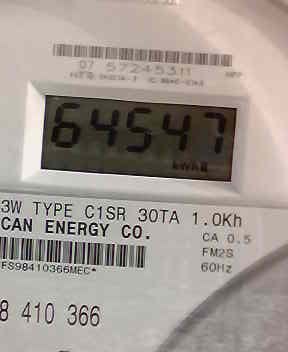 07 57245311
64547
kWh
3W TYPE C1SR 30TA 1.0Kh
CAN ENERGY CO.
CA 0.5
FM2S
60Hz
FS98410366MEC*
8 410 366